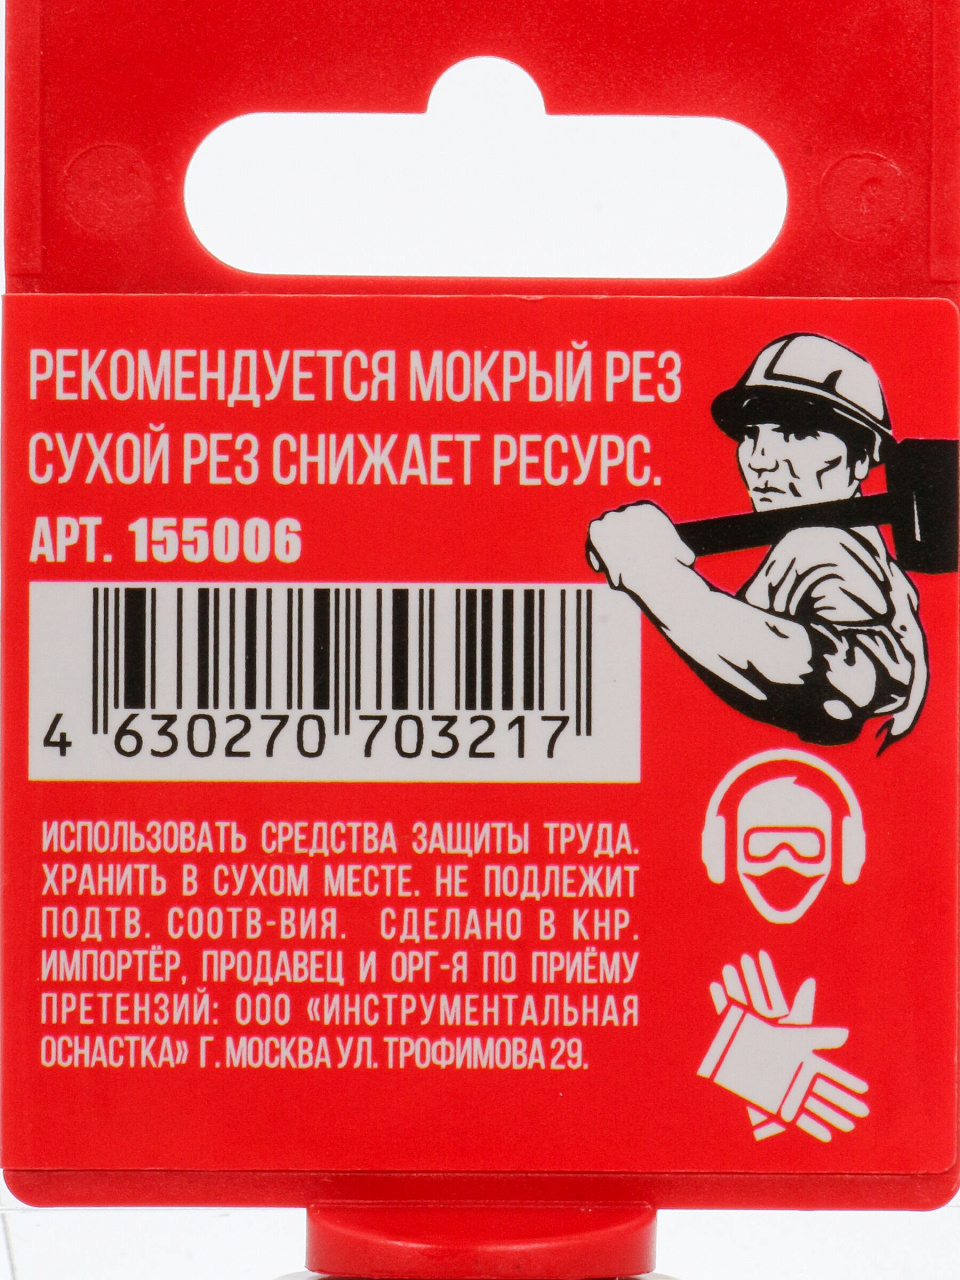 РЕКОМЕНДУЕТСЯ МОКРЫЙ РЕЗ
СУХОЙ РЕЗ СНИЖАЕТ РЕСУРС.
АРТ. 155006
4 630270 703217
ИСПОЛЬЗОВАТЬ СРЕДСТВА ЗАЩИТЫ ТРУДА.
ХРАНИТЬ В СУХОМ МЕСТЕ. НЕ ПОДЛЕЖИТ
ПОДТВ. СООТВ-ВИЯ. СДЕЛАНО В КНР.
ИМПОРТЁР, ПРОДАВЕЦ И ОРГ-Я ПО ПРИЁМУ
ПРЕТЕНЗИЙ: ООО «ИНСТРУМЕНТАЛЬНАЯ
ОСНАСТКА» Г. МОСКВА УЛ. ТРОФИМОВА 29.